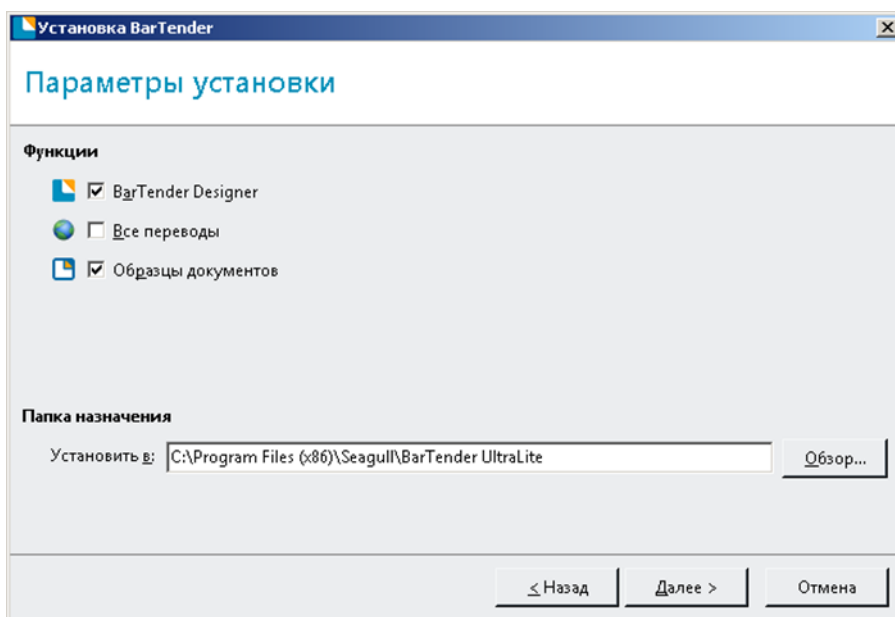 Установка BarTender
Параметры установки
Функции
BarTender Designer
Все переводы
Образцы документов
Папка назначения
Установить в: C:\Program Files (x86)\Seagull\BarTender UltraLite Обзор...
< Назад Далее > Отмена